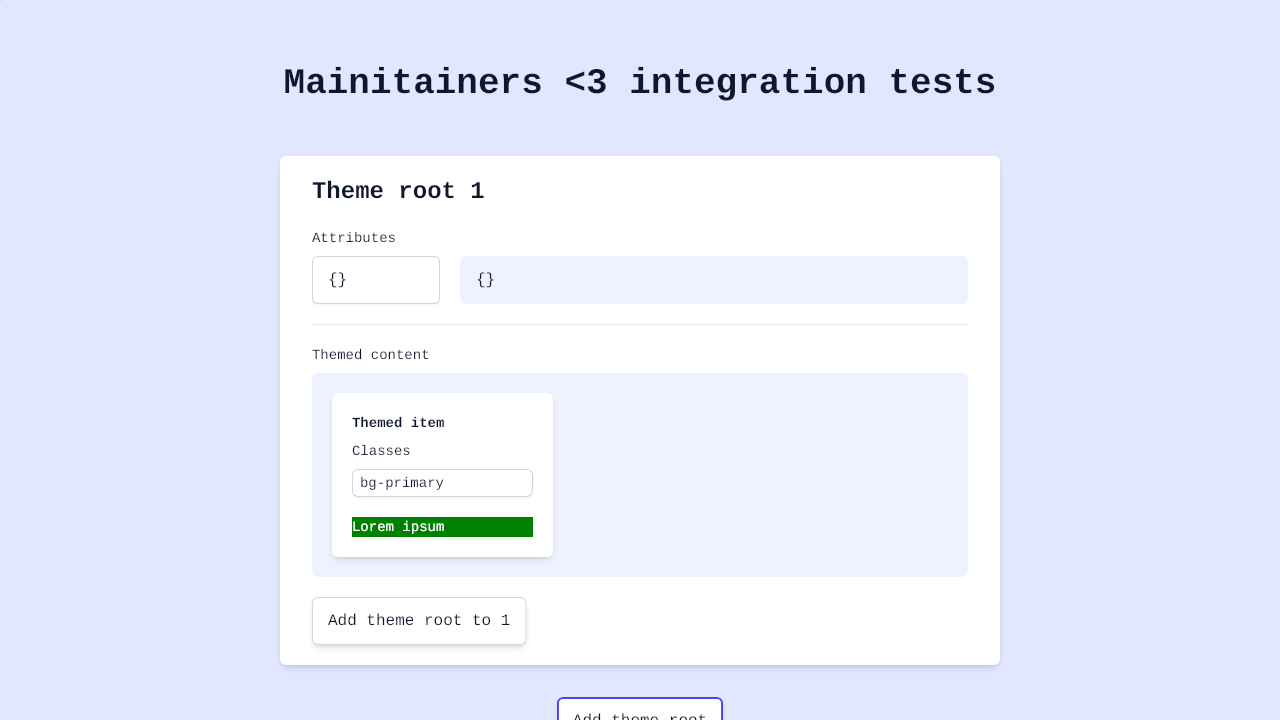 Mainitainers <3 integration tests
Theme root 1
Attributes
{}
{}
Themed content
Themed item
Classes
bg-primary
Lorem ipsum
Add theme root to 1
Add theme root